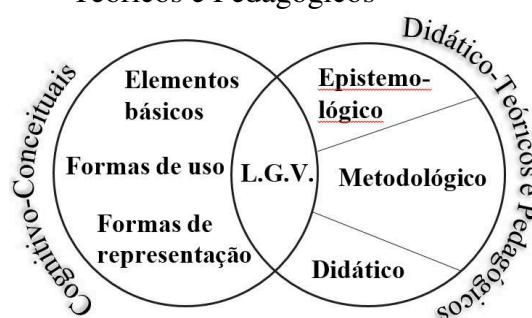 Teóricos e Pedagógicos
Cognitivo-Conceituais
Elementos
básicos
Formas de uso
Formas de
representação
L.G.V.
Epistemo-
lógico
Metodológico
Didático
Didático-Teóricos e Pedagógicos